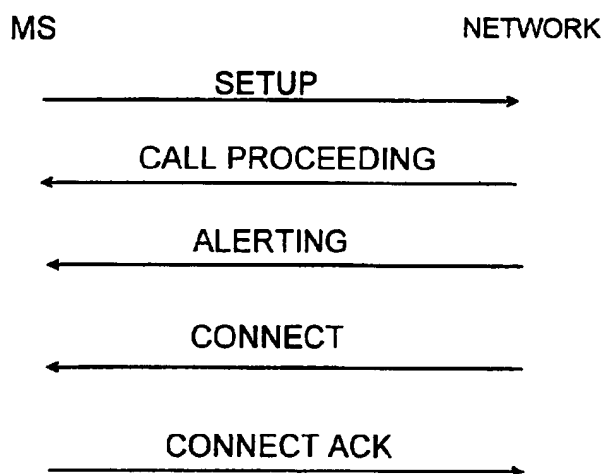 MS NETWORK
SETUP
CALL PROCEEDING
ALERTING
CONNECT
CONNECT ACK